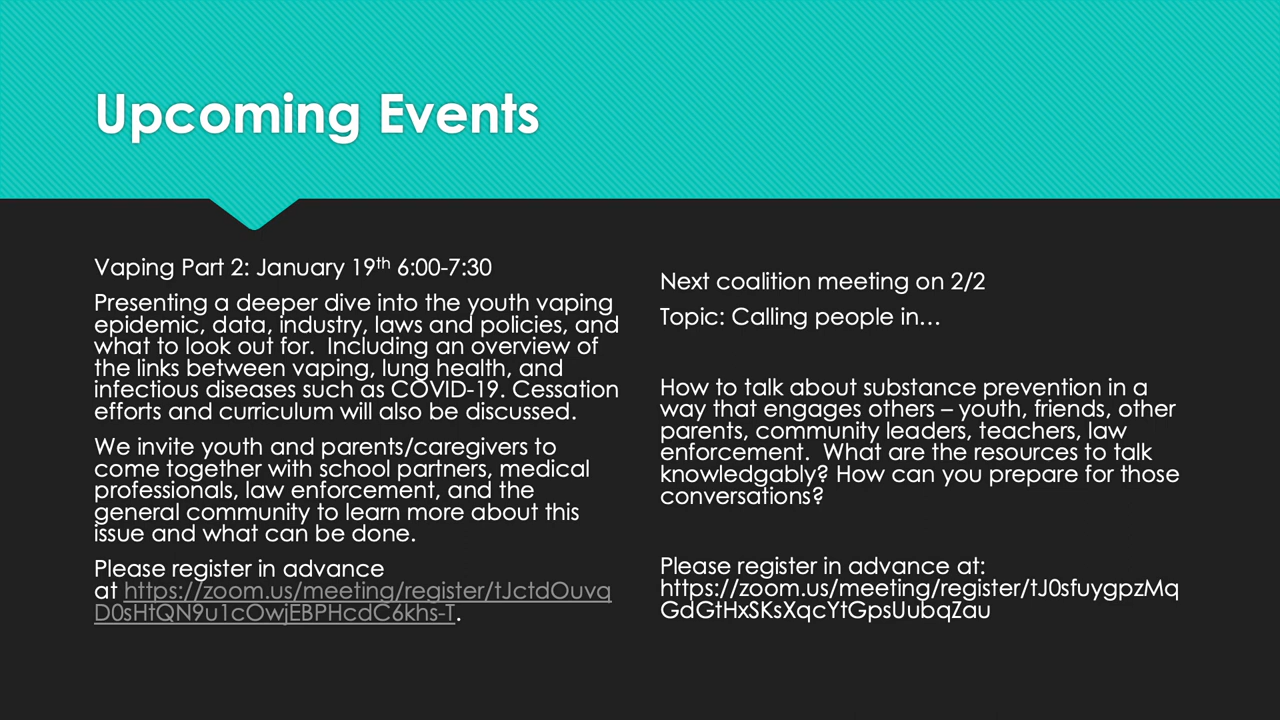 Upcoming Events
Vaping Part 2: January 19th 6:00-7:30
Presenting a deeper dive into the youth vaping
epidemic, data, industry, laws and policies, and
what to look out for.  Including an overview of
the links between vaping, lung health, and
infectious diseases such as COVID-19. Cessation
efforts and curriculum will also be discussed.
We invite youth and parents/caregivers to
come together with school partners, medical
professionals, law enforcement, and the
general community to learn more about this
issue and what can be done.
Please register in advance
at https://zoom.us/meeting/register/tJctdOuvq
D0sHtQN9u1cOwjEBPHcdC6khs-T.
Next coalition meeting on 2/2
Topic: Calling people in…
How to talk about substance prevention in a
way that engages others – youth, friends, other
parents, community leaders, teachers, law
enforcement.  What are the resources to talk
knowledgably? How can you prepare for those
conversations?
Please register in advance at:
https://zoom.us/meeting/register/tJ0sfuygpzMq
GdGtHxSKsXqcYtGpsUubqZau